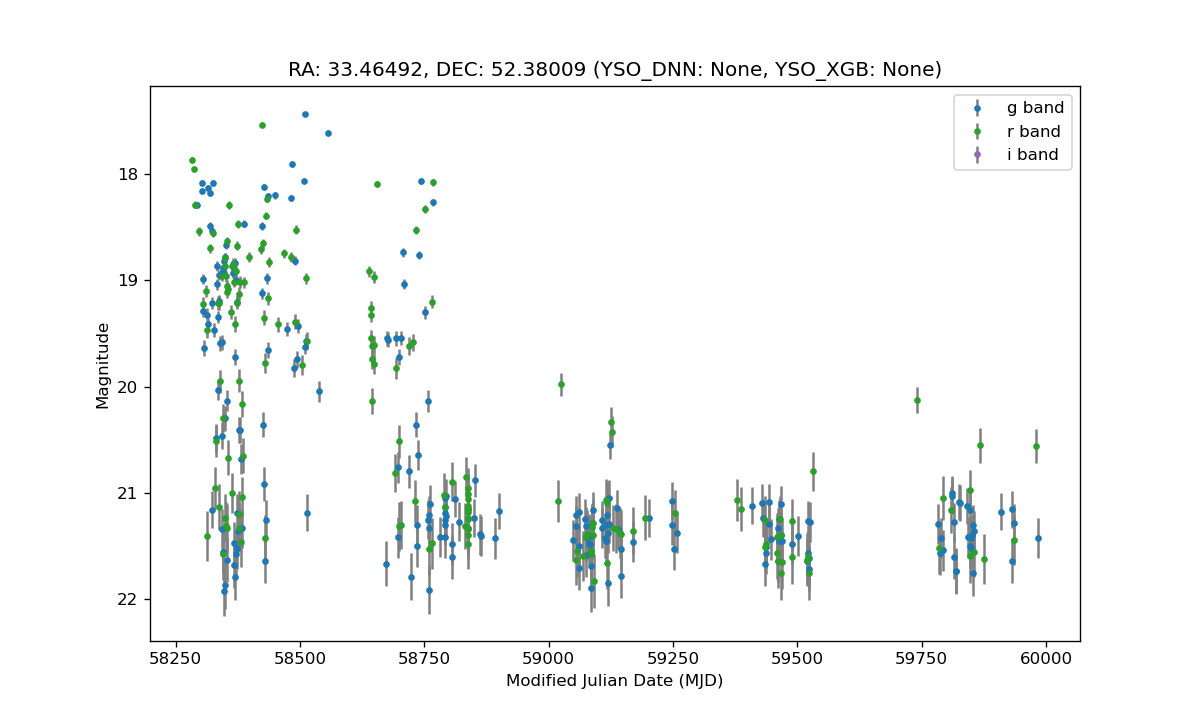 RA: 33.46492, DEC: 52.38009 (YSO_DNN: None, YSO_XGB: None)
g band
r band
i band
18
19
20
21
22
Magnitude
58250 58500 58750 59000 59250 59500 59750 60000
Modified Julian Date (MJD)